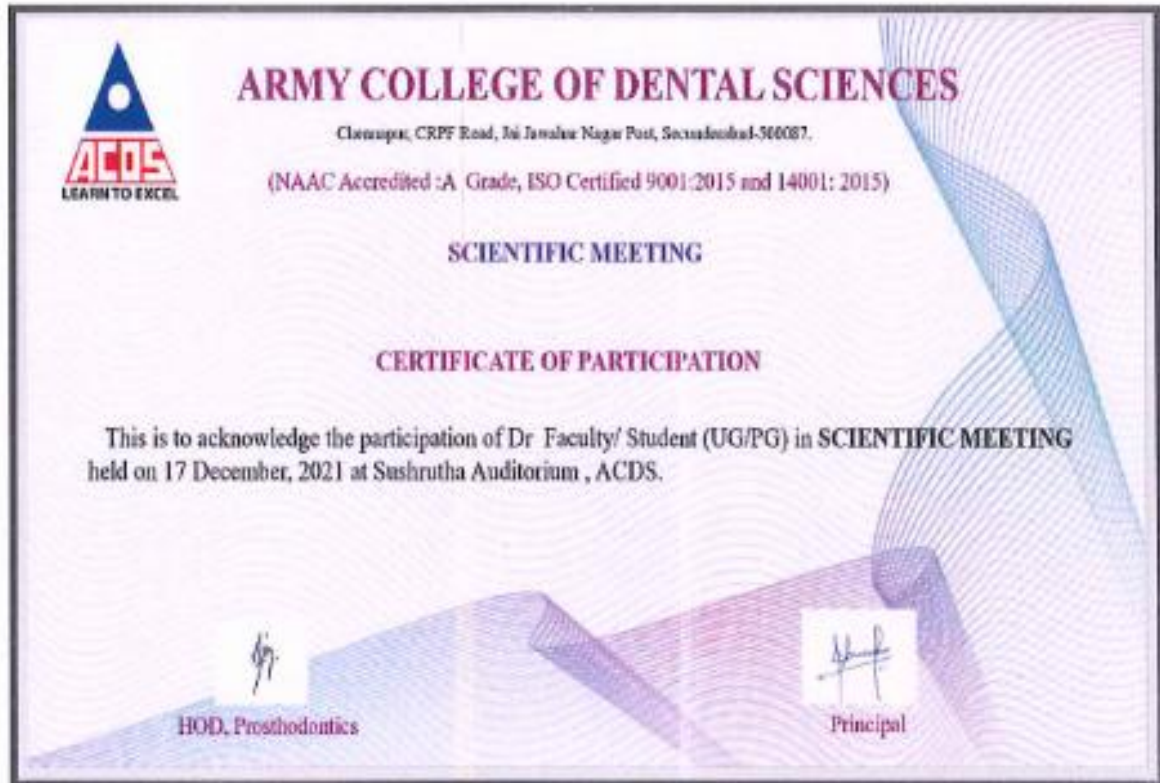 ACDS
LEARN TO EXCEL
ARMY COLLEGE OF DENTAL SCIENCES
CRPF Road, Jai Jawahar Nagar Post, Secunderabad-500087.
(NAAC Accredited :A Grade, ISO Certified 9001:2015 and 14001: 2015)
SCIENTIFIC MEETING
CERTIFICATE OF PARTICIPATION
This is to acknowledge the participation of Dr Faculty/ Student (UG/PG) in SCIENTIFIC MEETING
held on 17 December, 2021 at Sushrutha Auditorium , ACDS.
HOD, Prosthodontics
Principal